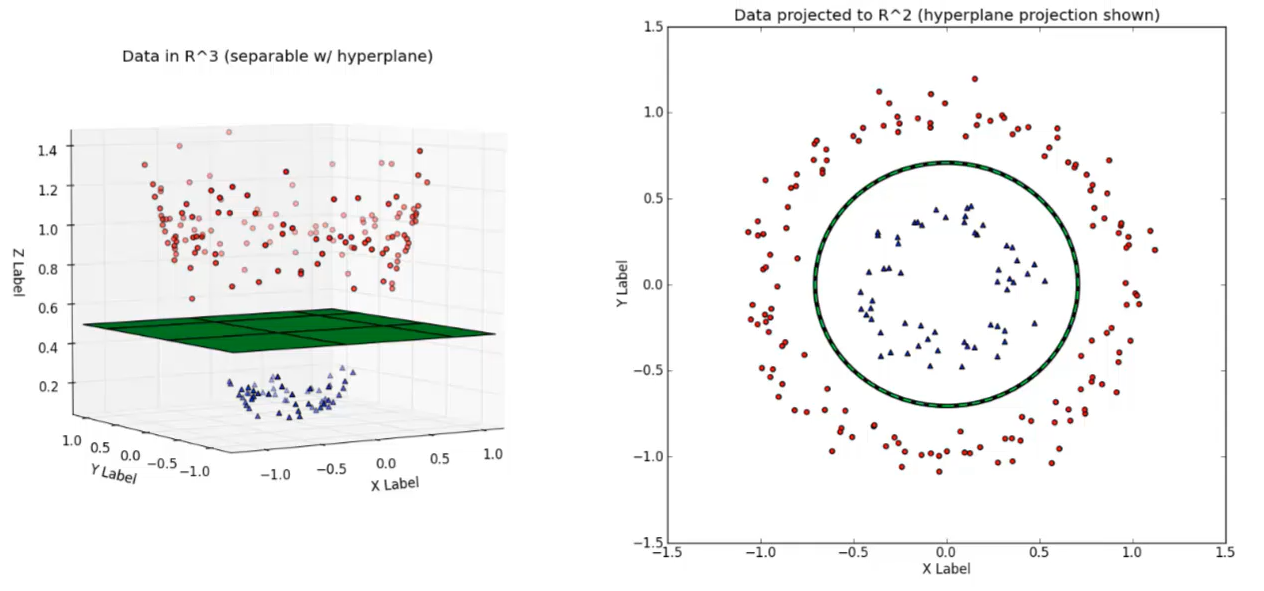 Data in R^3 (separable w/ hyperplane)
1.4
1.2
1.0
0.8
0.6
0.4
0.2
Z Label
1.0 0.5 0.0 −0.5 −1.0
Y Label
−1.0 −0.5 0.0 0.5 1.0
X Label
Data projected to R^2 (hyperplane projection shown)
1.5
1.0
0.5
0.0
−0.5
−1.0
−1.5
Y Label
−1.5 −1.0 −0.5 0.0 0.5 1.0 1.5
X Label